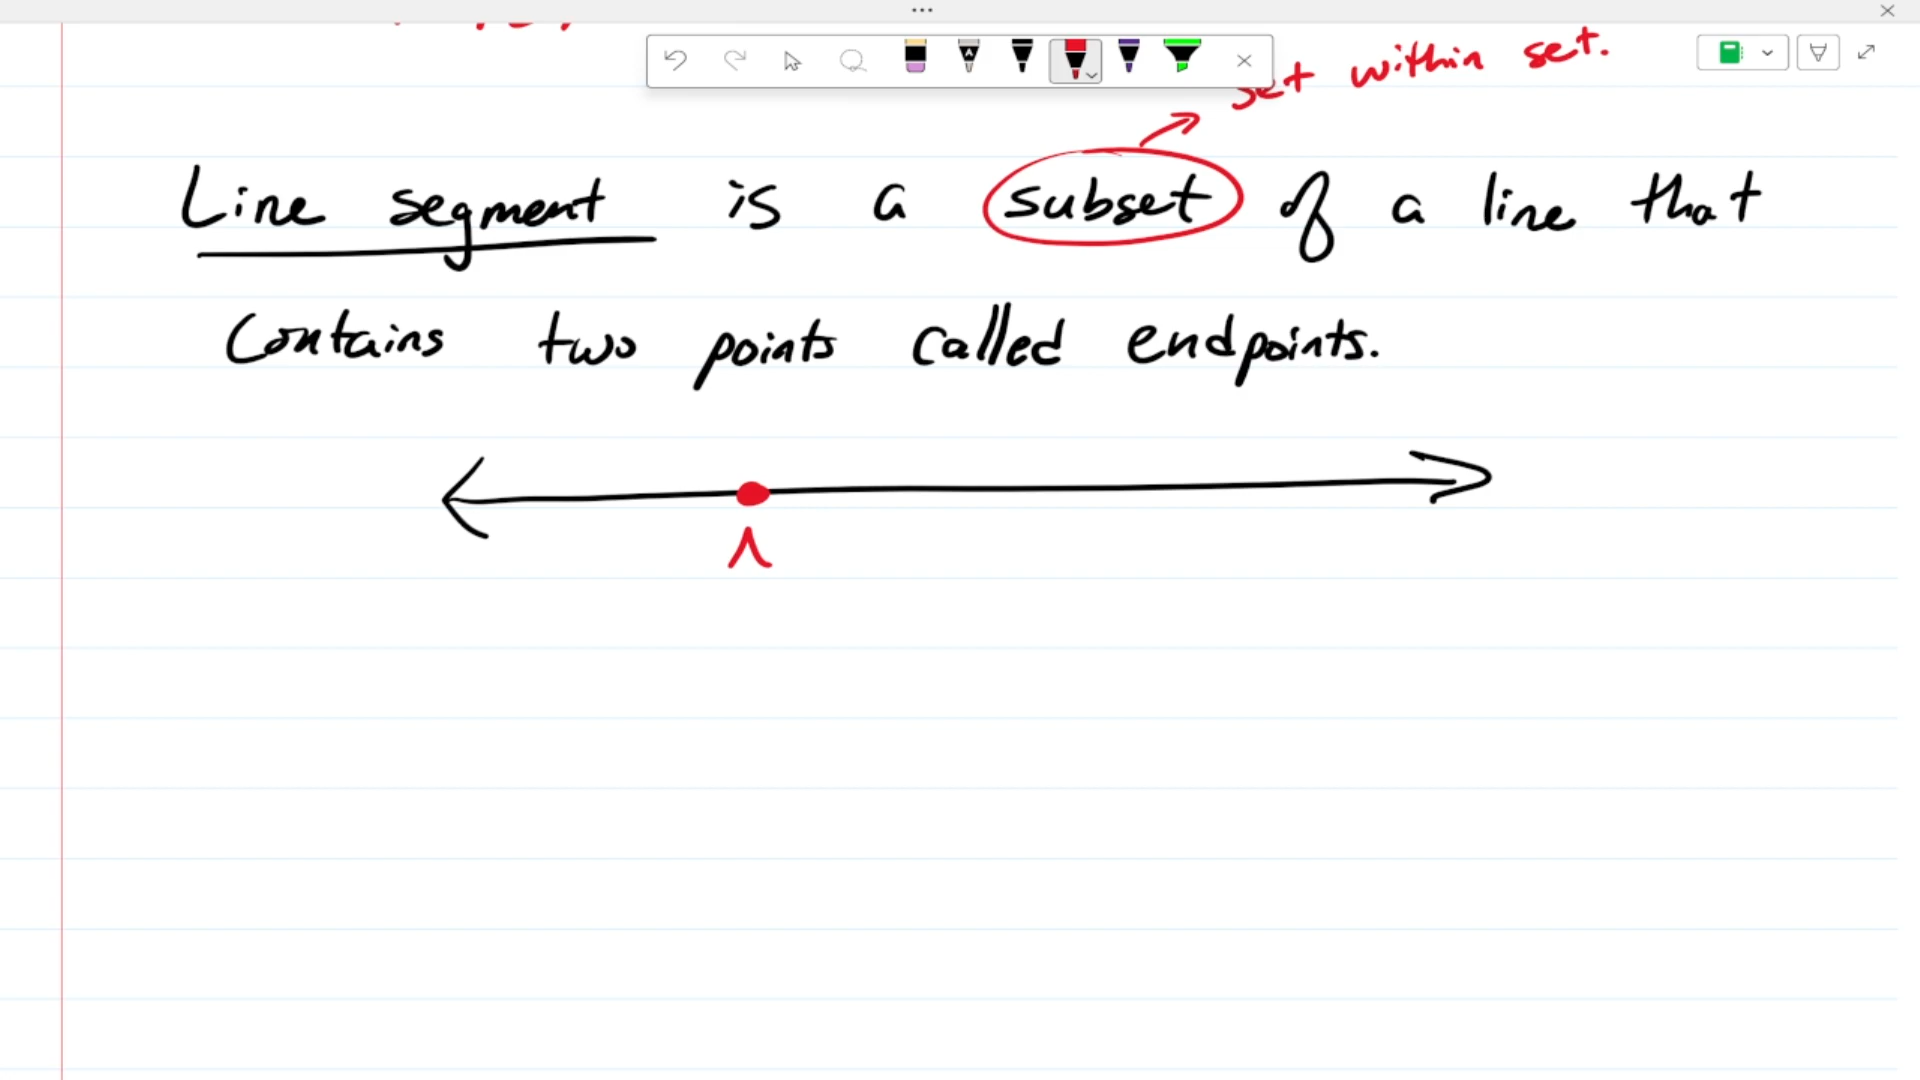 set within set.
Line segment is a subset of a line that
contains two points called endpoints.